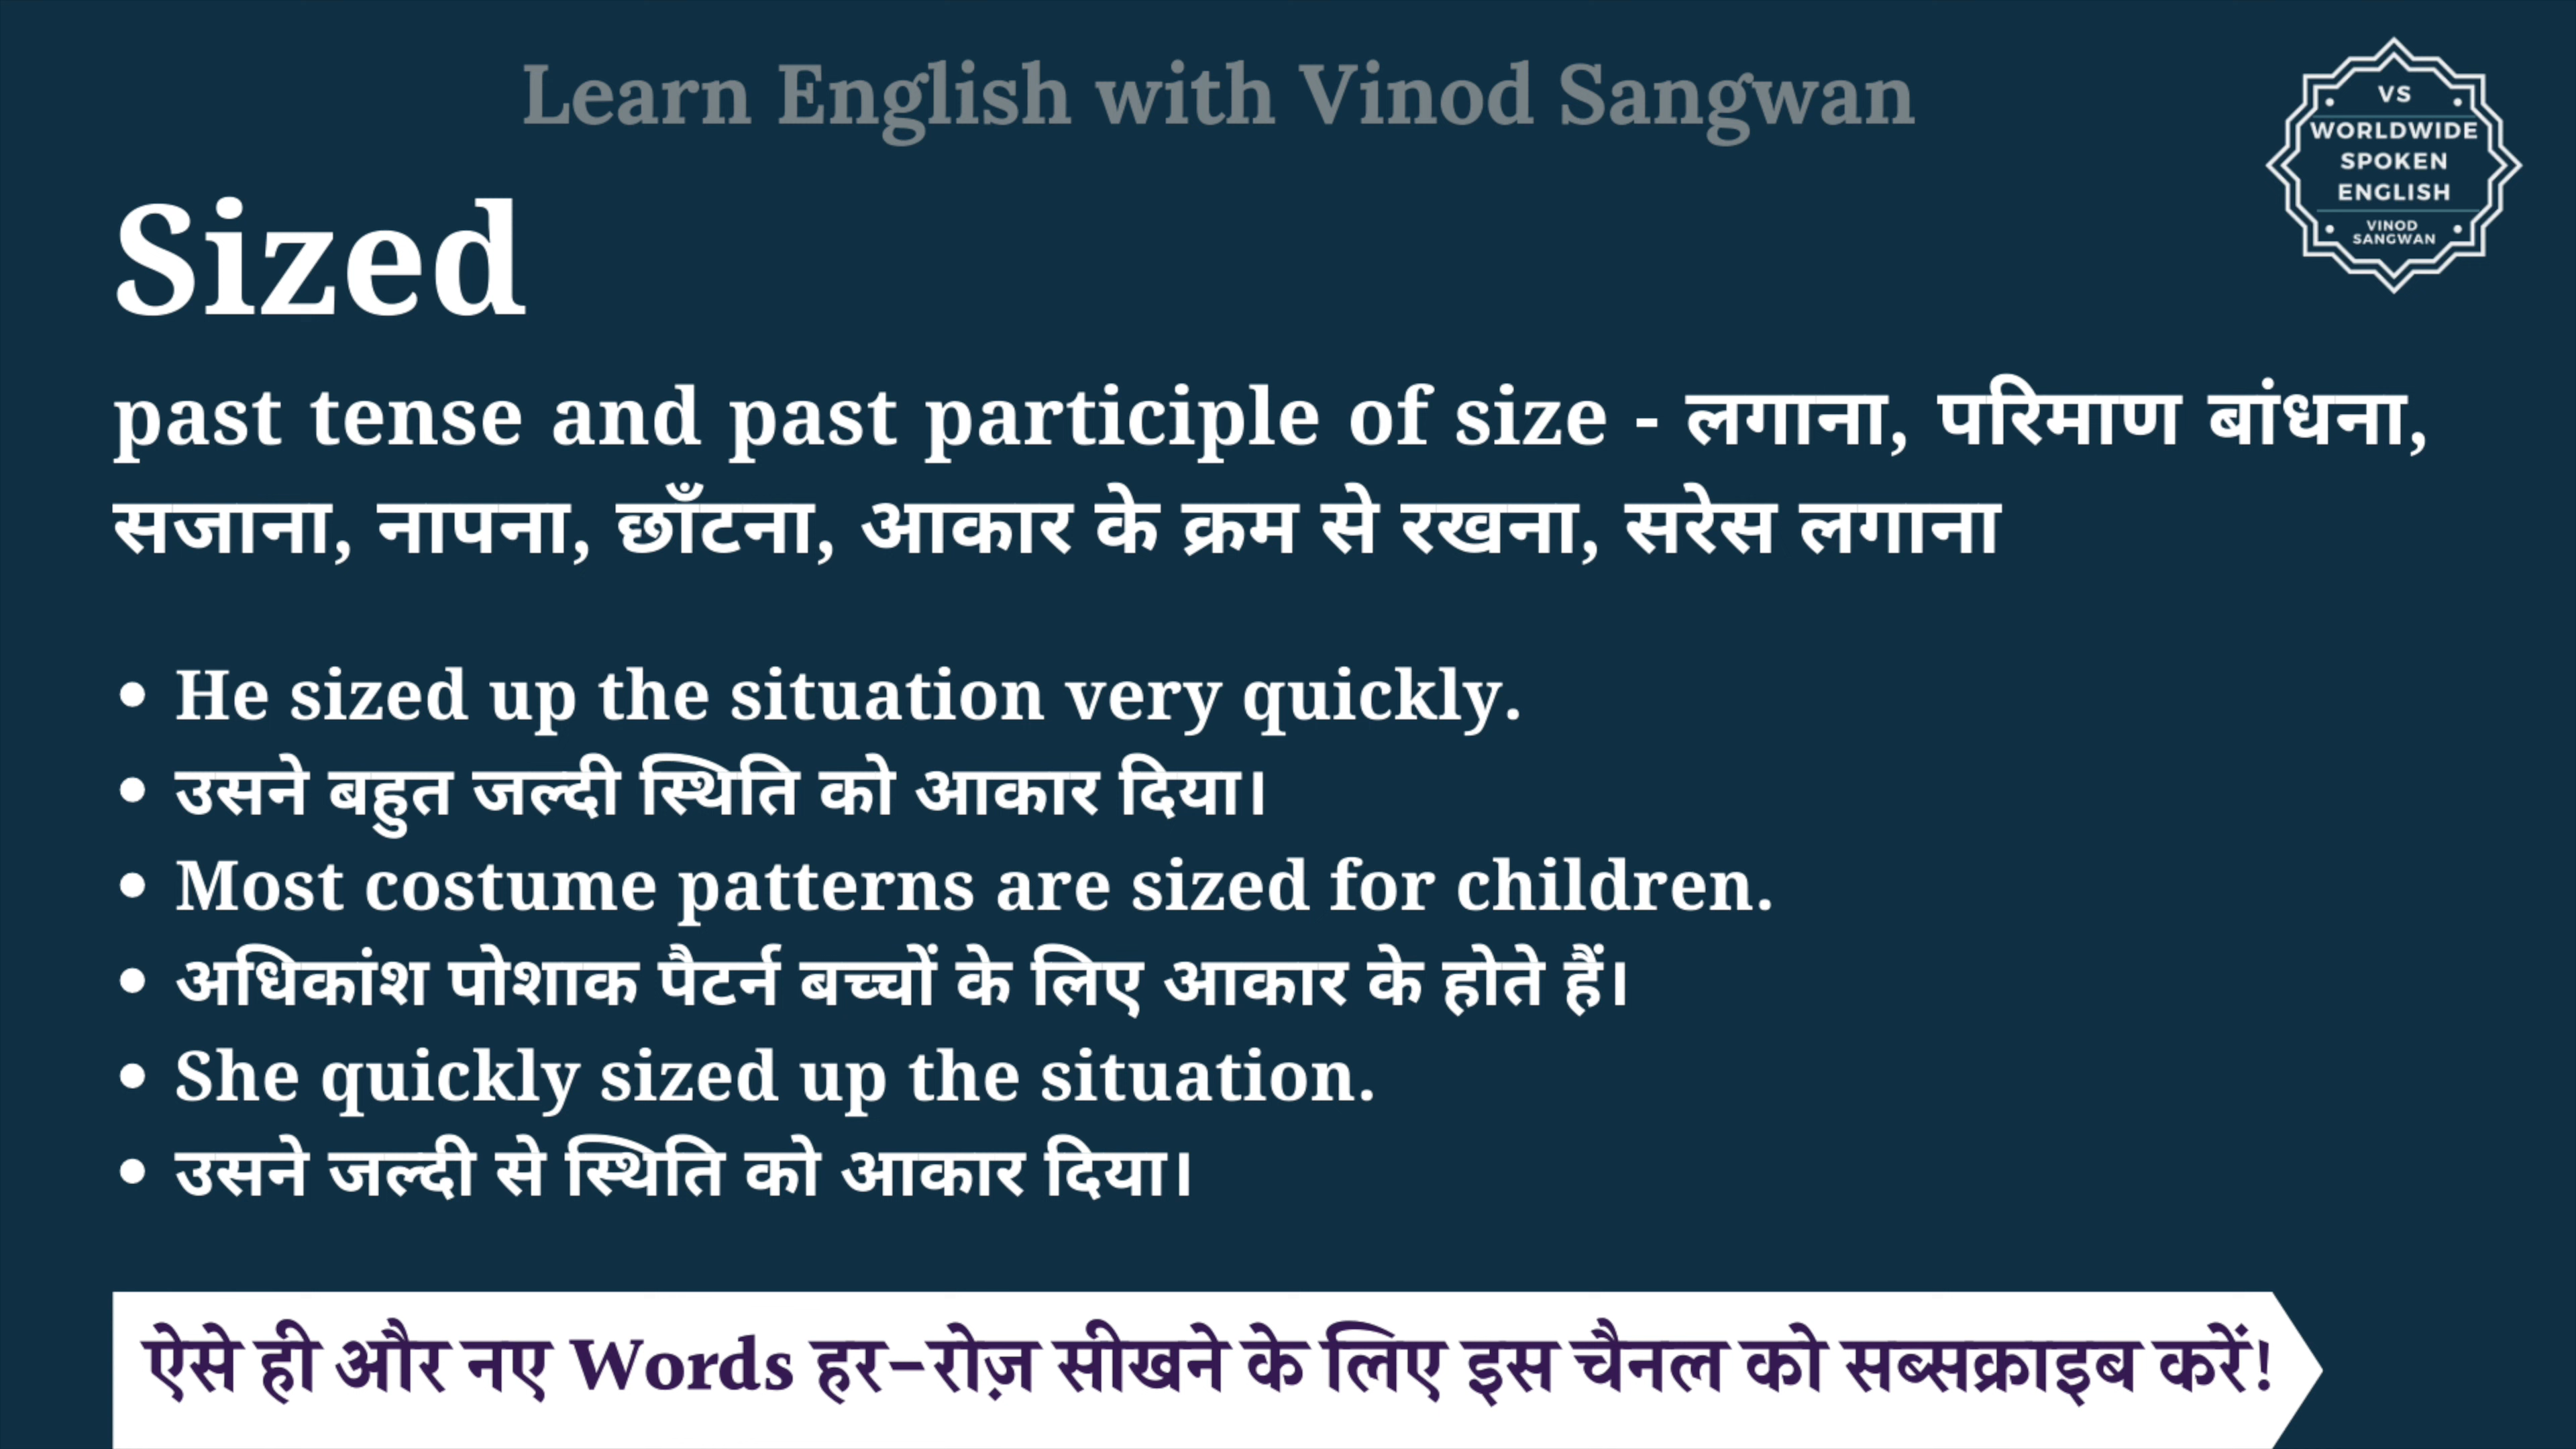 Learn English with Vinod Sangwan
VS
WORLDWIDE
SPOKEN
ENGLISH
VINOD
SANGWAN
Sized
past tense and past participle of size - लगाना, परिमाण बांधना,
सजाना, नापना, छाँटना, आकार के क्रम से रखना, सरेस लगाना
• He sized up the situation very quickly.
• उसने बहुत जल्दी स्थिति को आकार दिया।
• Most costume patterns are sized for children.
• अधिकांश पोशाक पैटर्न बच्चों के लिए आकार के होते हैं।
• She quickly sized up the situation.
• उसने जल्दी से स्थिति को आकार दिया।
ऐसे ही और नए Words हर-रोज़ सीखने के लिए इस चैनल को सब्सक्राइब करें!